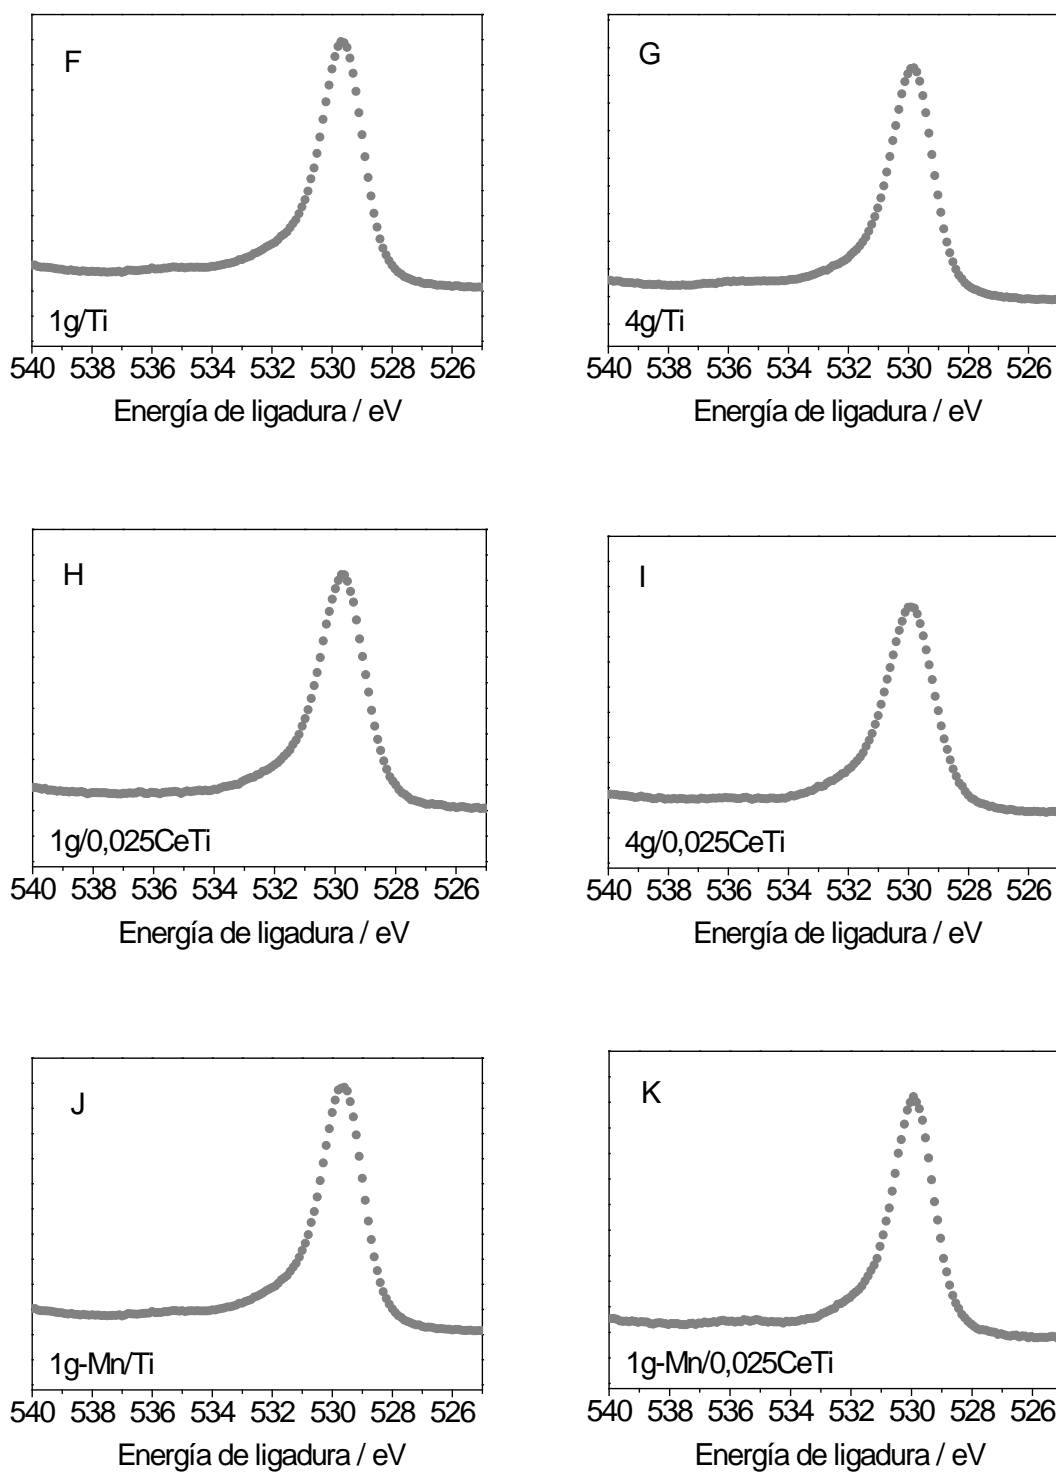 F
1g/Ti
540 538 536 534 532 530 528 526
Energía de ligadura / eV
G
4g/Ti
540 538 536 534 532 530 528 526
Energía de ligadura / eV
H
1g/0,025CeTi
540 538 536 534 532 530 528 526
Energía de ligadura / eV
I
4g/0,025CeTi
540 538 536 534 532 530 528 526
Energía de ligadura / eV
J
1g-Mn/Ti
540 538 536 534 532 530 528 526
Energía de ligadura / eV
K
1g-Mn/0,025CeTi
540 538 536 534 532 530 528 526
Energía de ligadura / eV